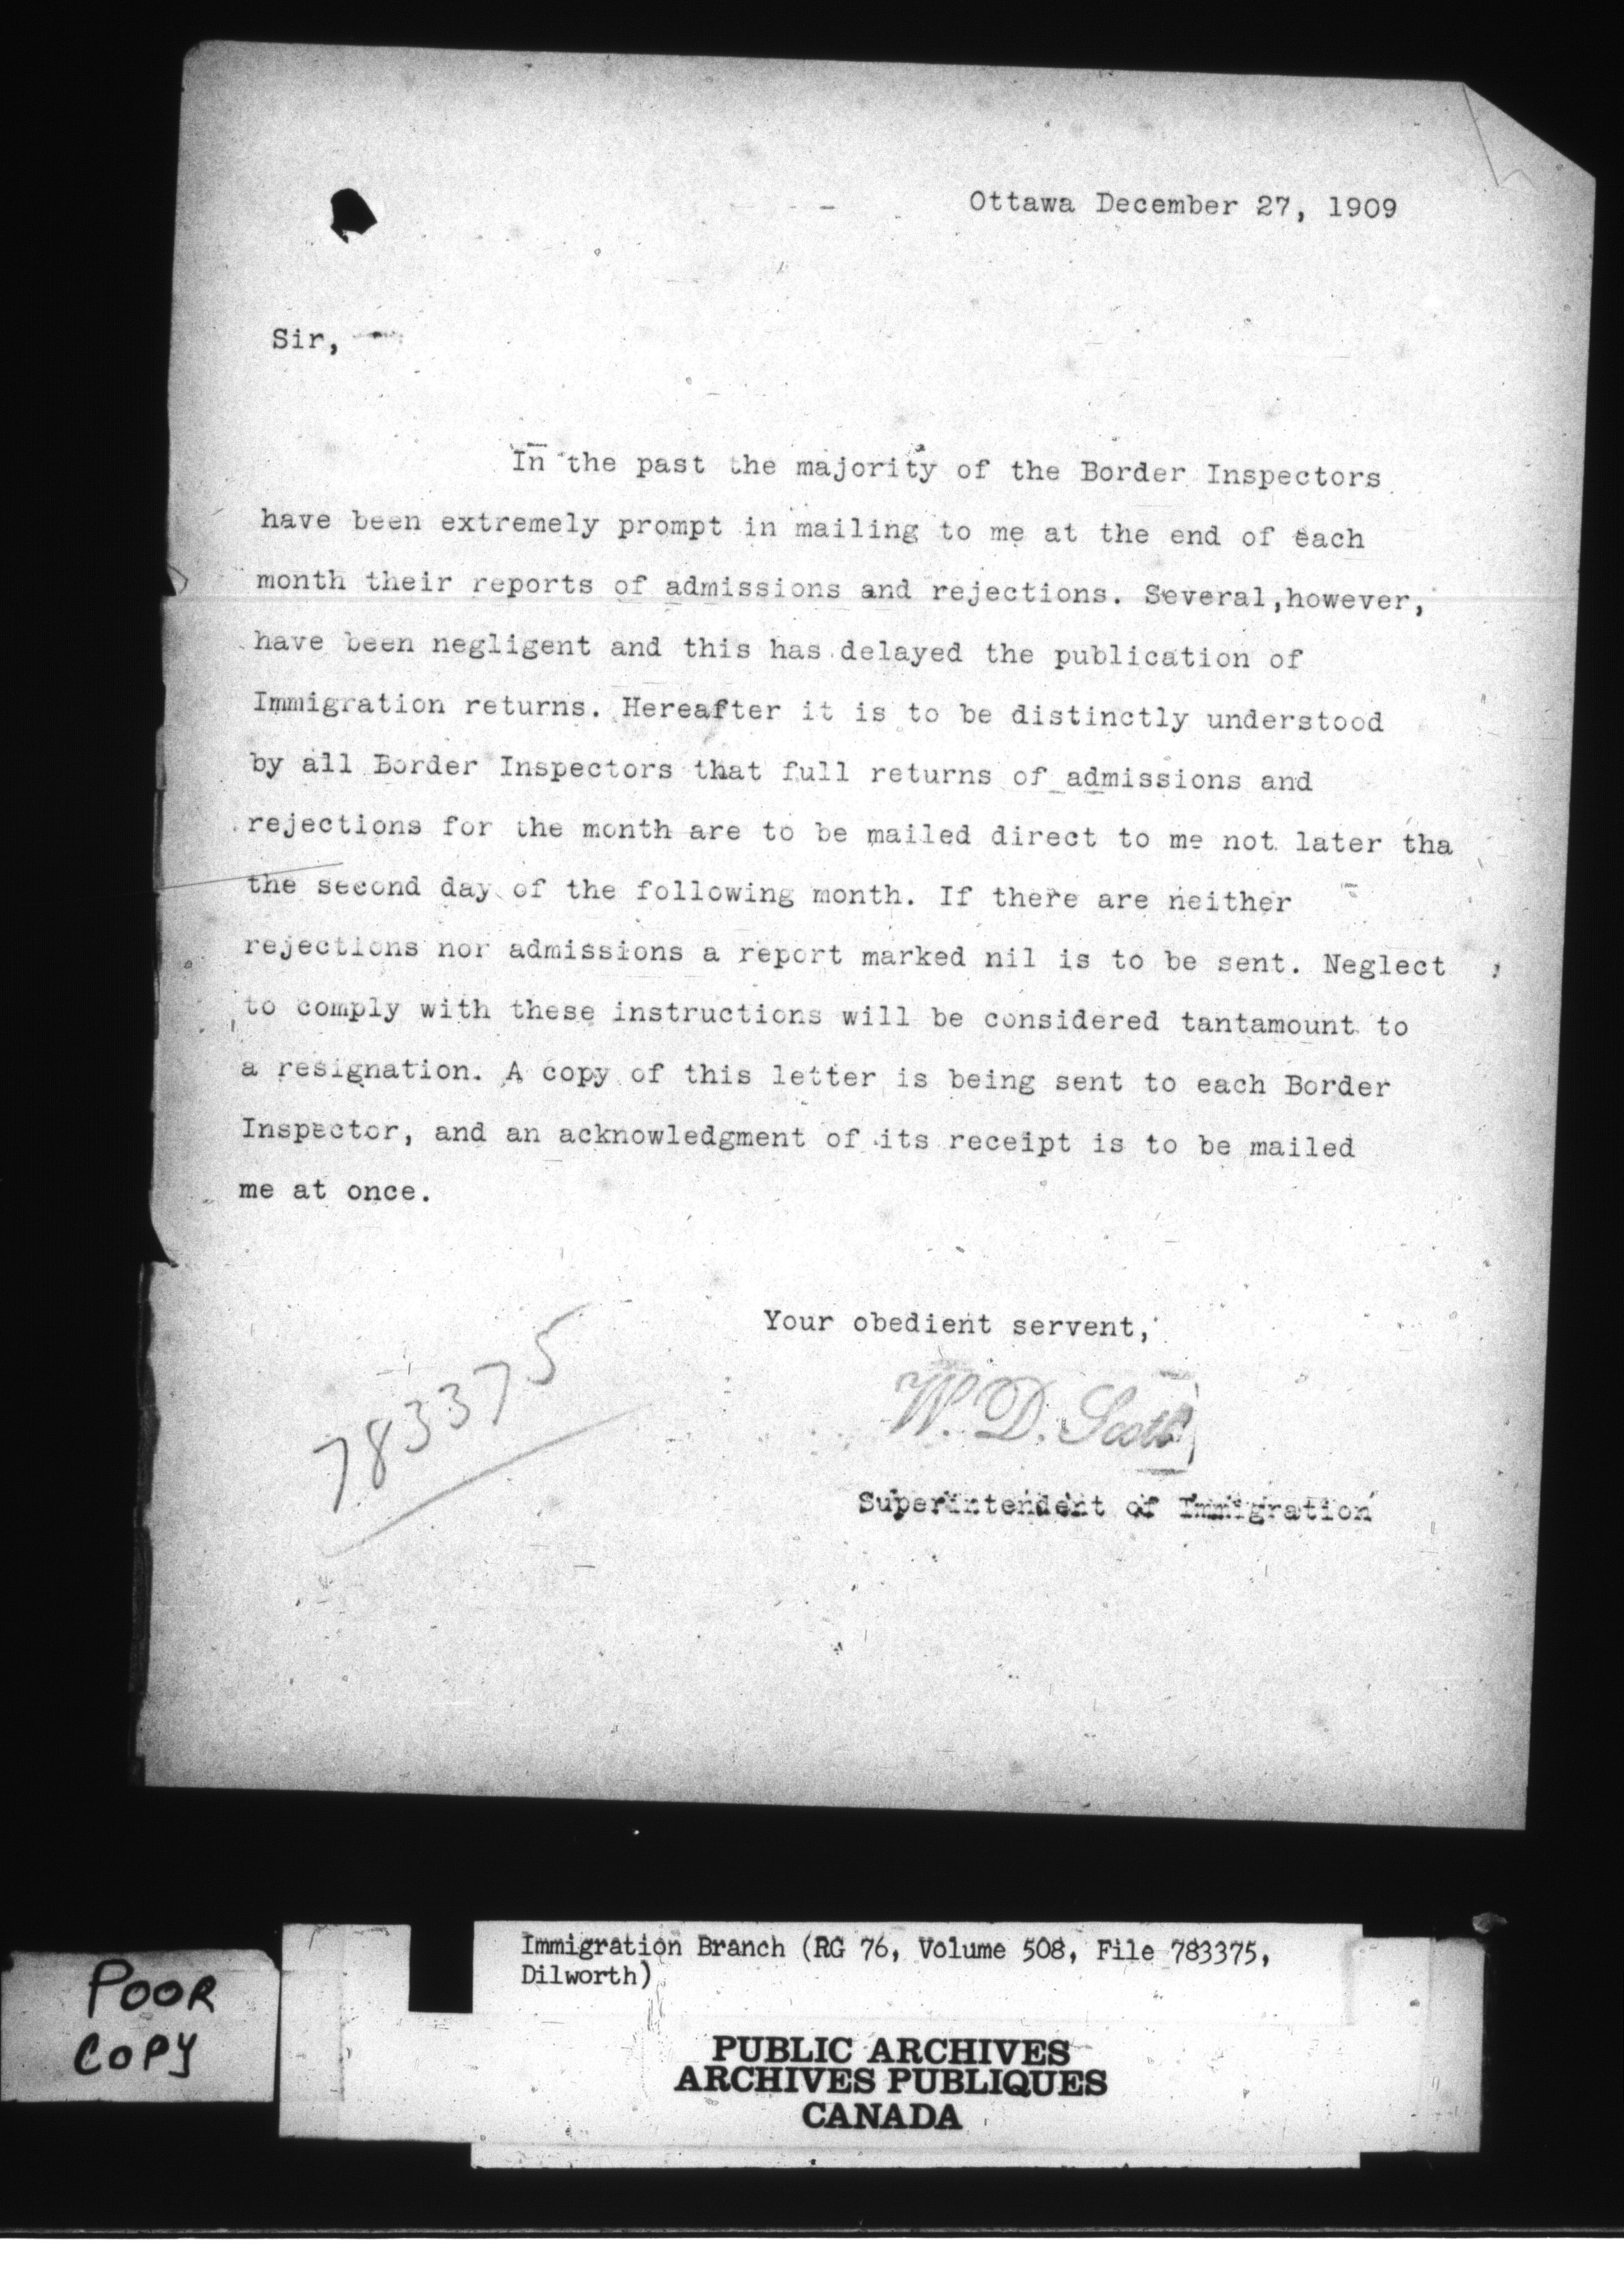 Ottawa December 27, 1909
Sir,
In the past the majority of the Border Inspectors
have been extremely prompt in mailing to me at the end of each
month their reports of admissions and rejections. Several,however,
have been negligent and this has delayed the publication of
Immigration returns. Hereafter it is to be distinctly understood
by all Border Inspectors that full returns of admissions and
rejections for the month are to be mailed direct to me not later tha
the second day of the following month. If there are neither
rejections nor admissions a report marked nil is to be sent. Neglect
to comply with these instructions will be considered tantamount to
a resignation. A copy of this letter is being sent to each Border
Inspector, and an acknowledgment of its receipt is to be mailed
me at once.
Your obedient servent,
W. D. Scott
Superintendent of Immigration
783375
Immigration Branch (RG 76, Volume 508, File 783375,
Dilworth)
POOR
COPY
PUBLIC ARCHIVES
ARCHIVES PUBLIQUES
CANADA